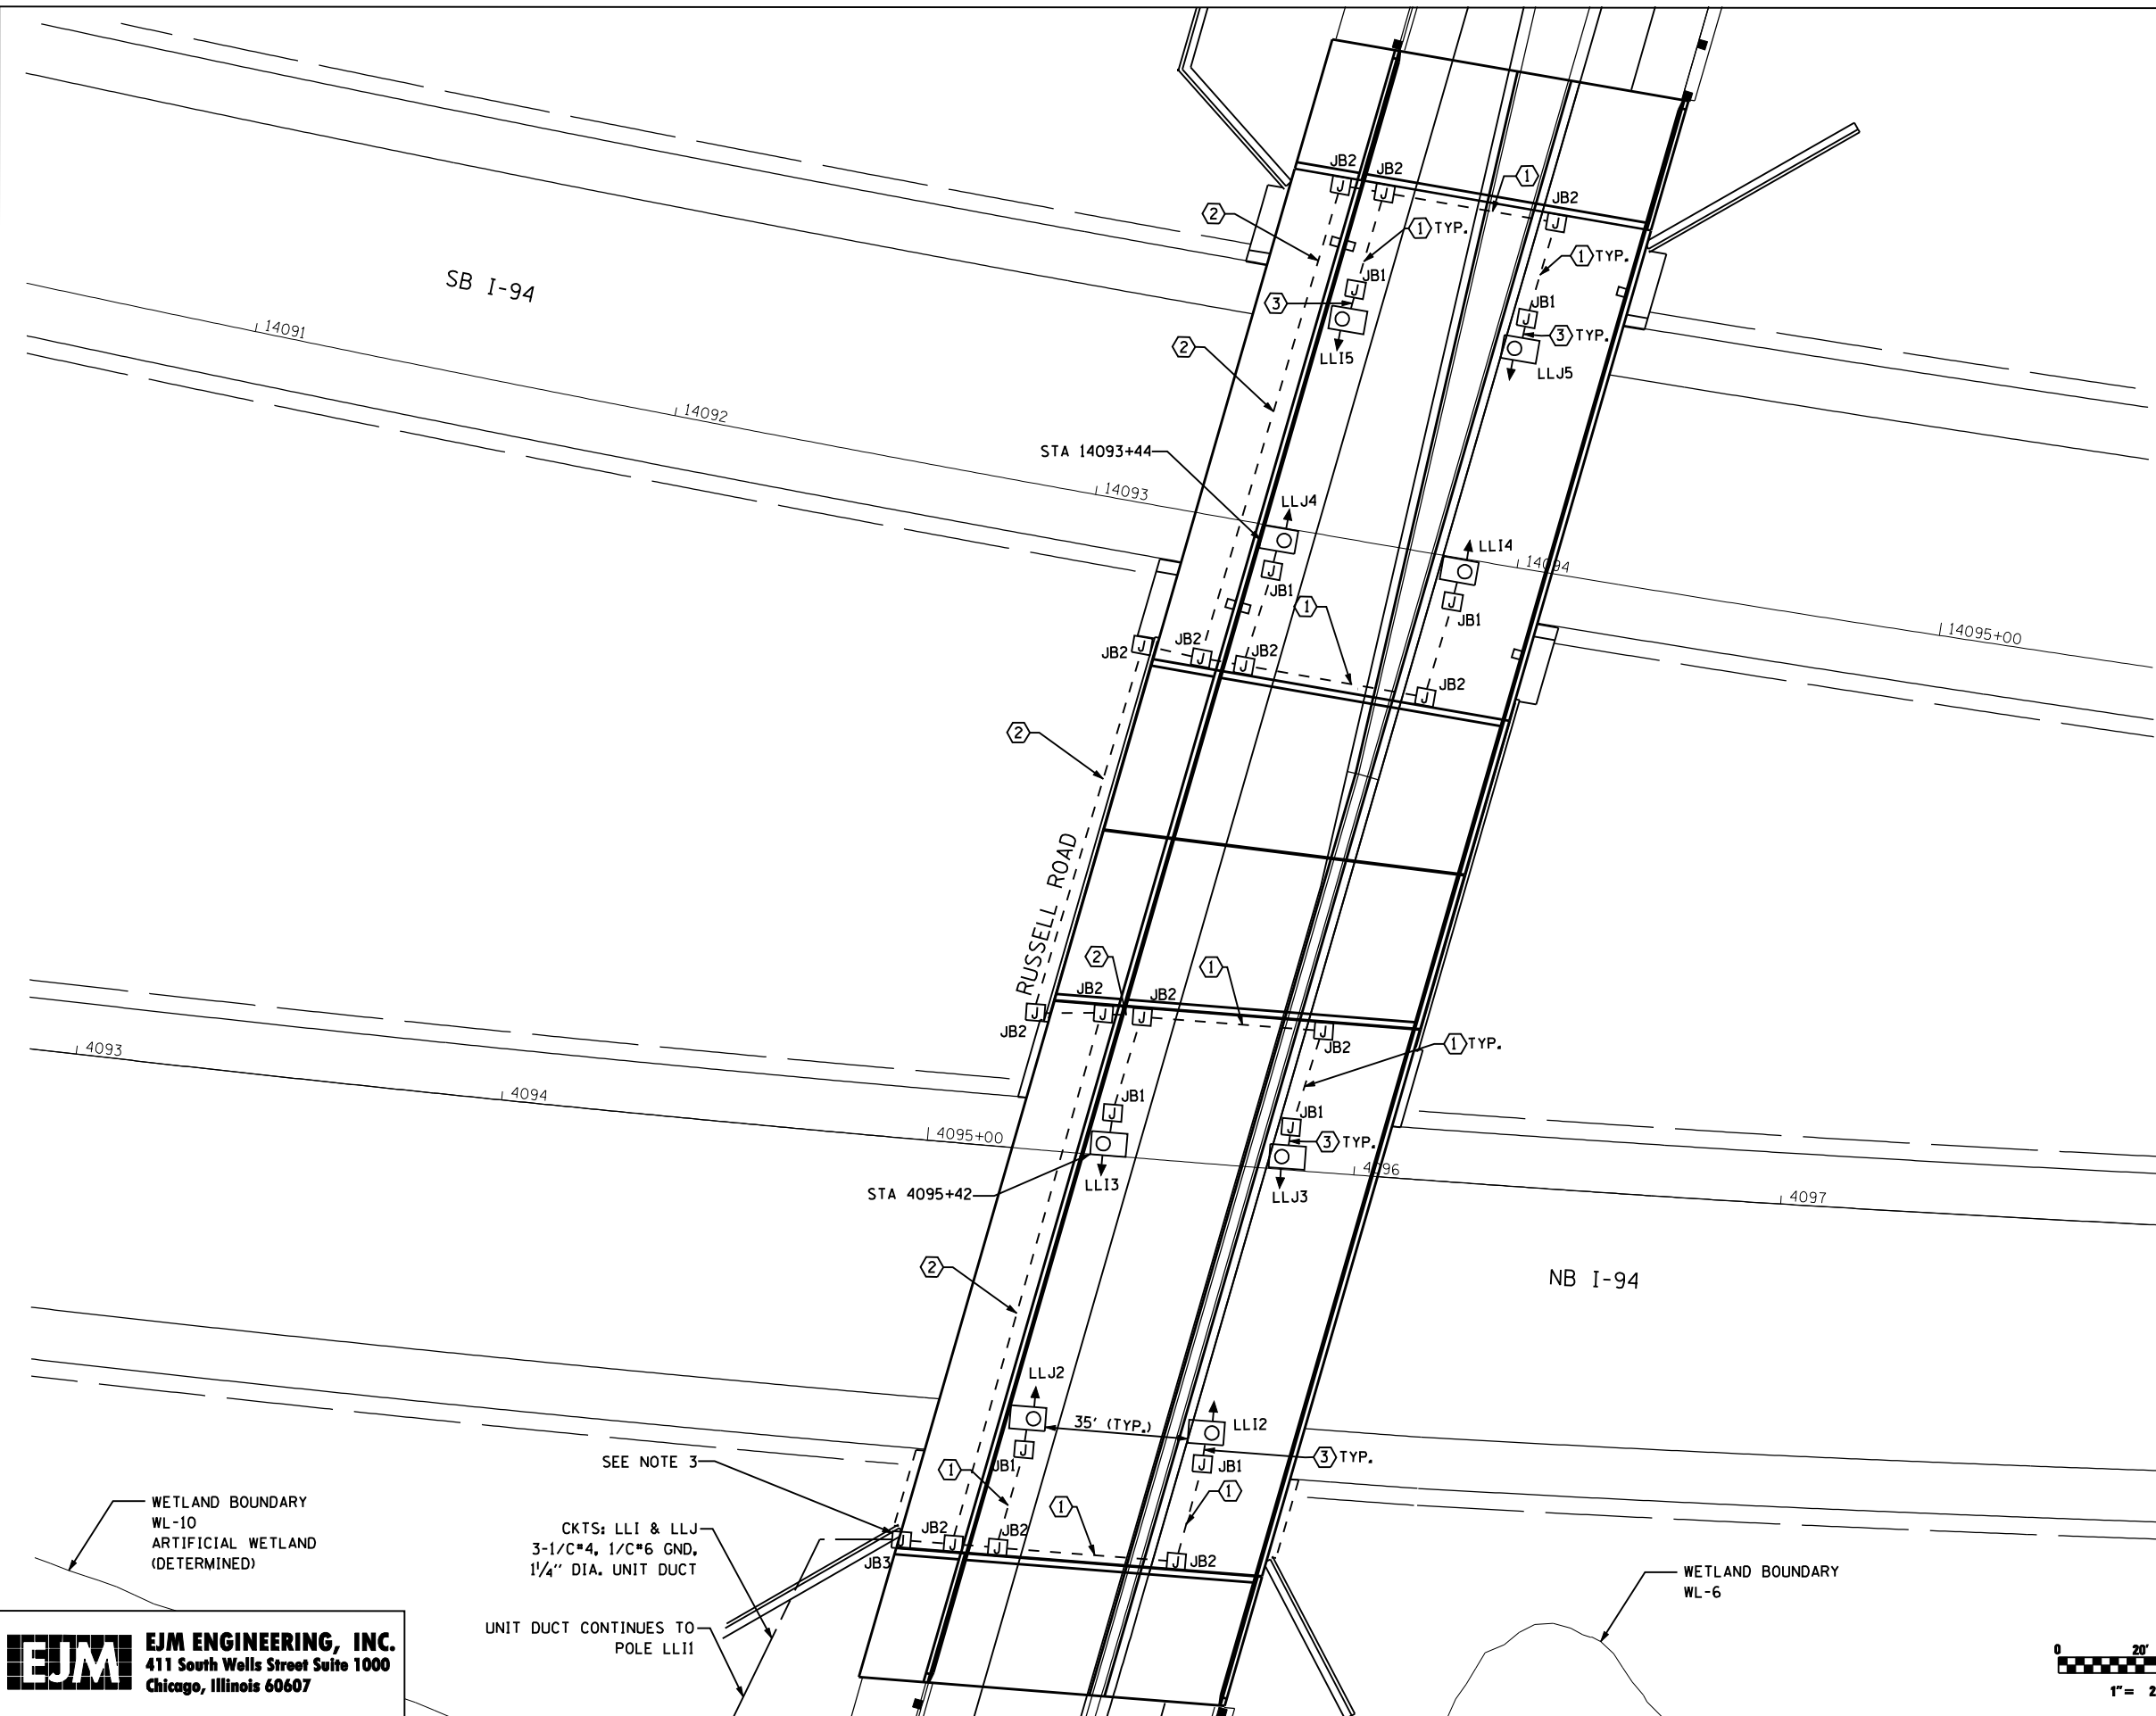 JB2
JB2
1
JB2
2
1 TYP.
1 TYP.
SB I-94
J
J
J
JB1
J
3
JB1
J
3 TYP.
14091
2
LLI5
LLJ5
14092
STA 14093+44
14093
LLJ4
LLI4
14094
J
JB1
1
J
JB1
14095+00
JB2
JB2
JB2
J
J
J
JB2
J
2
RUSSELL ROAD
2
1
JB2
JB2
J
J
J
J
JB2
JB2
1 TYP.
4093
4094
JB1
J
JB1
J
3 TYP.
4095+00
4096
STA 4095+42
LLI3
LLJ3
4097
2
NB I-94
LLJ2
35' (TYP.)
LLI2
J
JB1
SEE NOTE 3
1
J
JB1
3 TYP.
1
1
WETLAND BOUNDARY
WL-10
ARTIFICIAL WETLAND
(DETERMINED)
CKTS: LLI & LLJ
3-1/C#4, 1/C#6 GND,
1 1/4" DIA. UNIT DUCT
JB2
JB2
J
J
J
J
JB2
JB3
WETLAND BOUNDARY
WL-6
UNIT DUCT CONTINUES TO
POLE LLI1
EJM
EJM ENGINEERING, INC.
411 South Wells Street Suite 1000
Chicago, Illinois 60607
0 20'
1"= 2